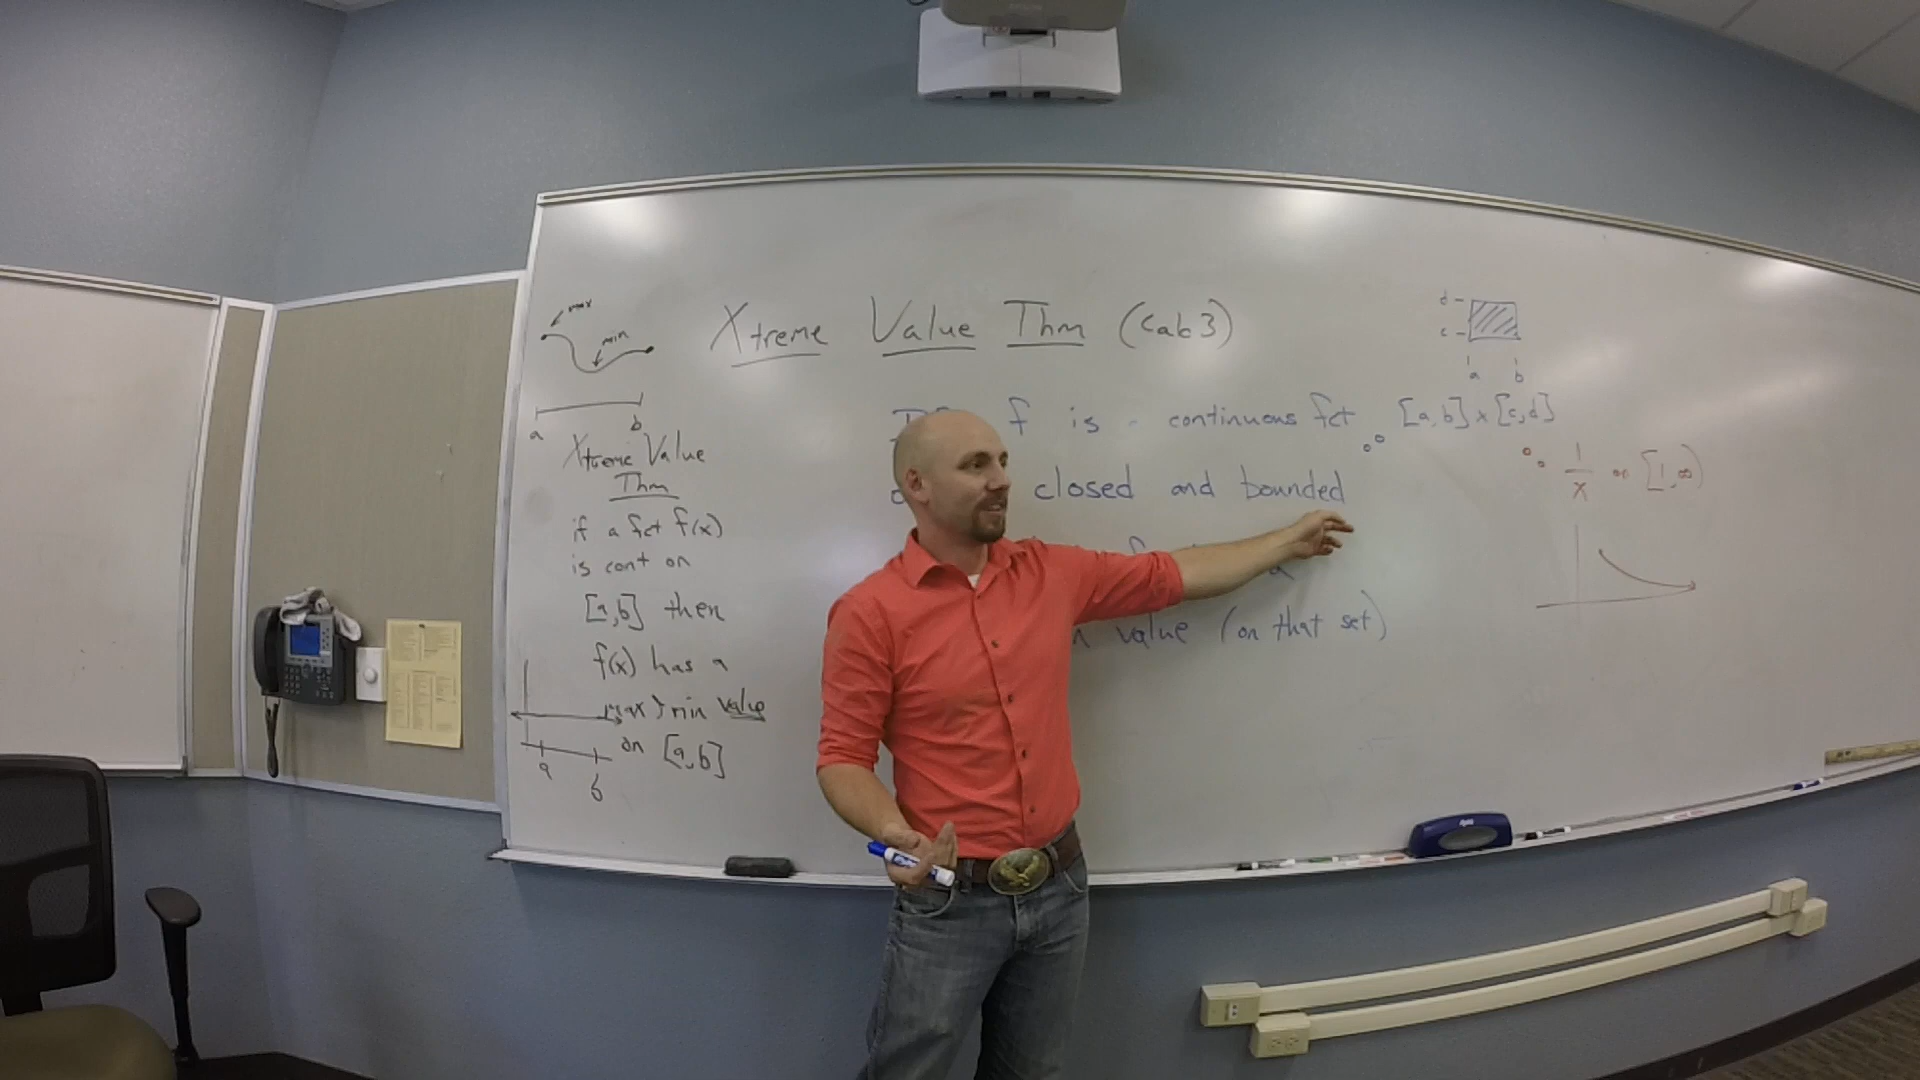 max
min
a b
Xtreme Value
Thm
if a fct f(x)
is cont on
[a,b] then
f(x) has a
max > min value
on [a,b]
a b
Xtreme Value Thm (Calc 3)
If f is continuous fct
closed and bounded
a
value (on that set)
d
c
a b
[a,b] x [c,d]
1/x on [1,∞)